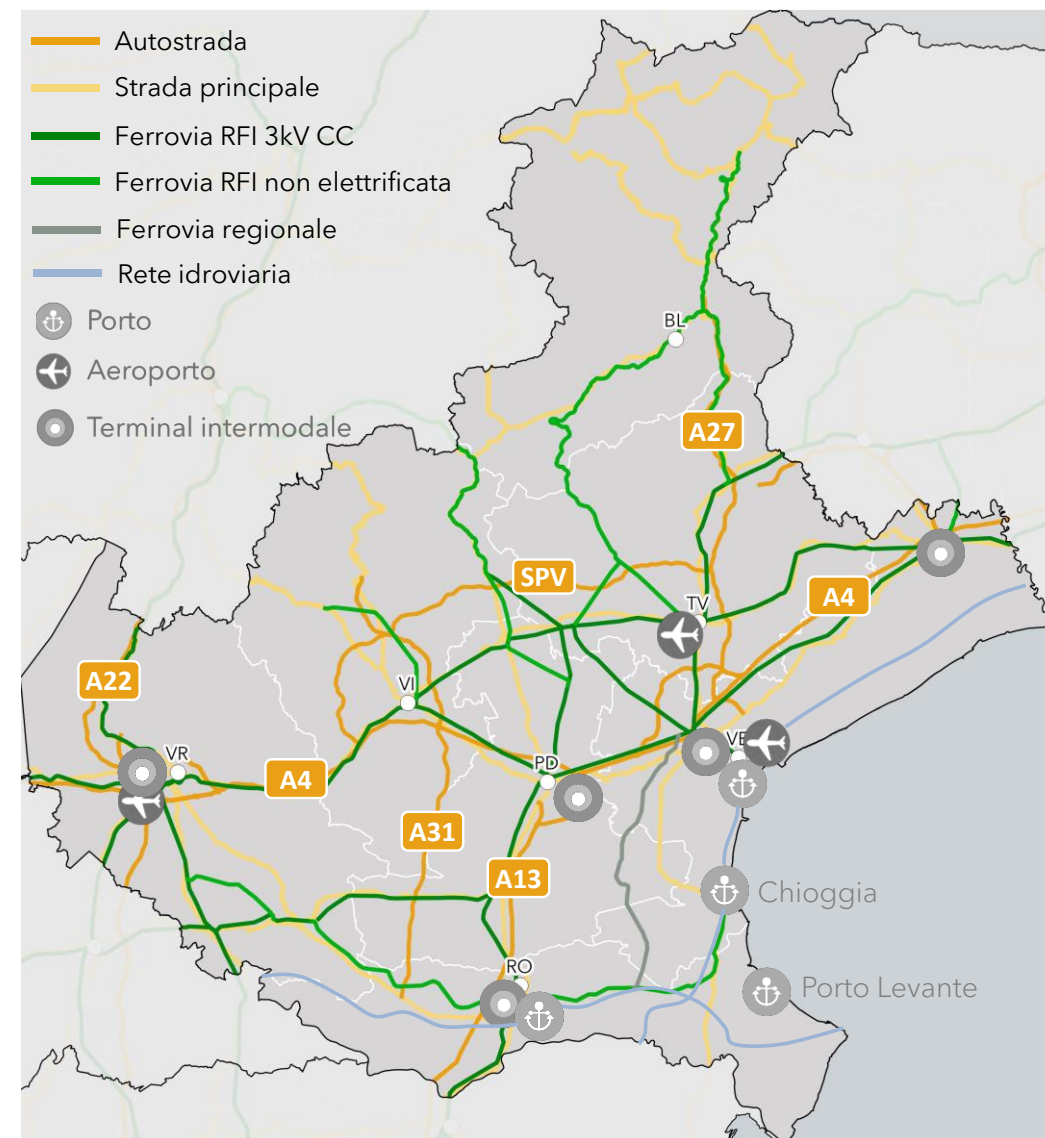 Autostrada
Strada principale
Ferrovia RFI 3kV CC
Ferrovia RFI non elettrificata
Ferrovia regionale
Rete idroviaria
Porto
Aeroporto
Terminal intermodale
BL
A27
SPV
TV
A4
A22
VI
VR
VE
PD
A4
A31
A13
Chioggia
RO
Porto Levante